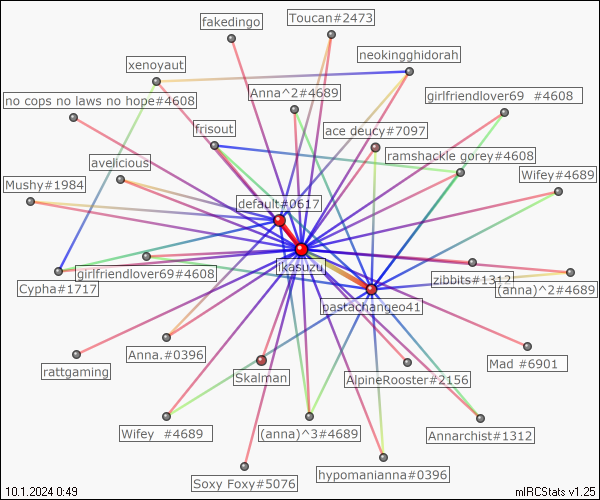 fakedingo
Toucan#2473
xenoyaut
neokingghidorah
Anna^2#4689
girlfriendlover69  #4608
no cops no laws no hope#4608
frisout
ace deucy#7097
avelicious
ramshackle gorey#4608
Mushy#1984
Wifey#4689
default#0617
Ikasuzu
girlfriendlover69#4608
zibbits#1312
Cypha#1717
(anna)^2#4689
pastachangeo41
Anna.#0396
Mad #6901
rattgaming
Skalman
AlpineRooster#2156
Wifey  #4689
(anna)^3#4689
Annarchist#1312
hypomanianna#0396
Soxy Foxy#5076
10.1.2024 0:49
mIRCStats v1.25